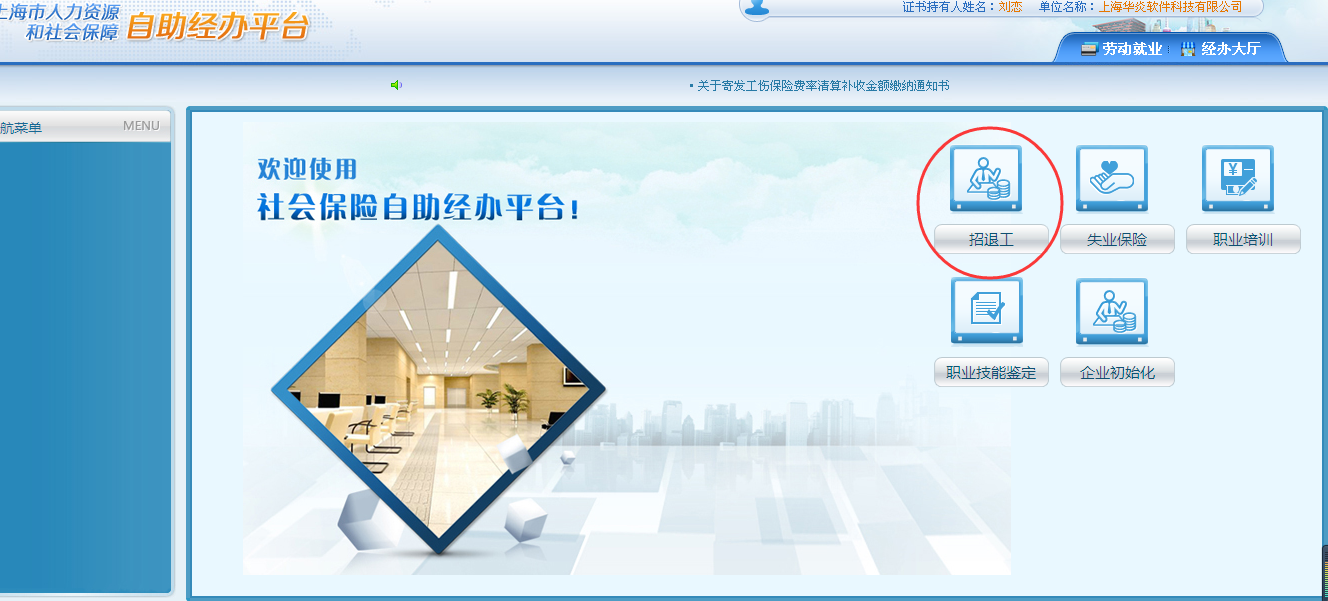 上海市人力资源
和社会保障
自助经办平台
证书持有人姓名：刘恋 单位名称：上海华炎软件科技有限公司
劳动就业 经办大厅
• 关于寄发工伤保险费率清算补收金额缴纳通知书
航菜单 MENU
欢迎使用
社会保险自助经办平台!
招退工 失业保险 职业培训
职业技能鉴定 企业初始化